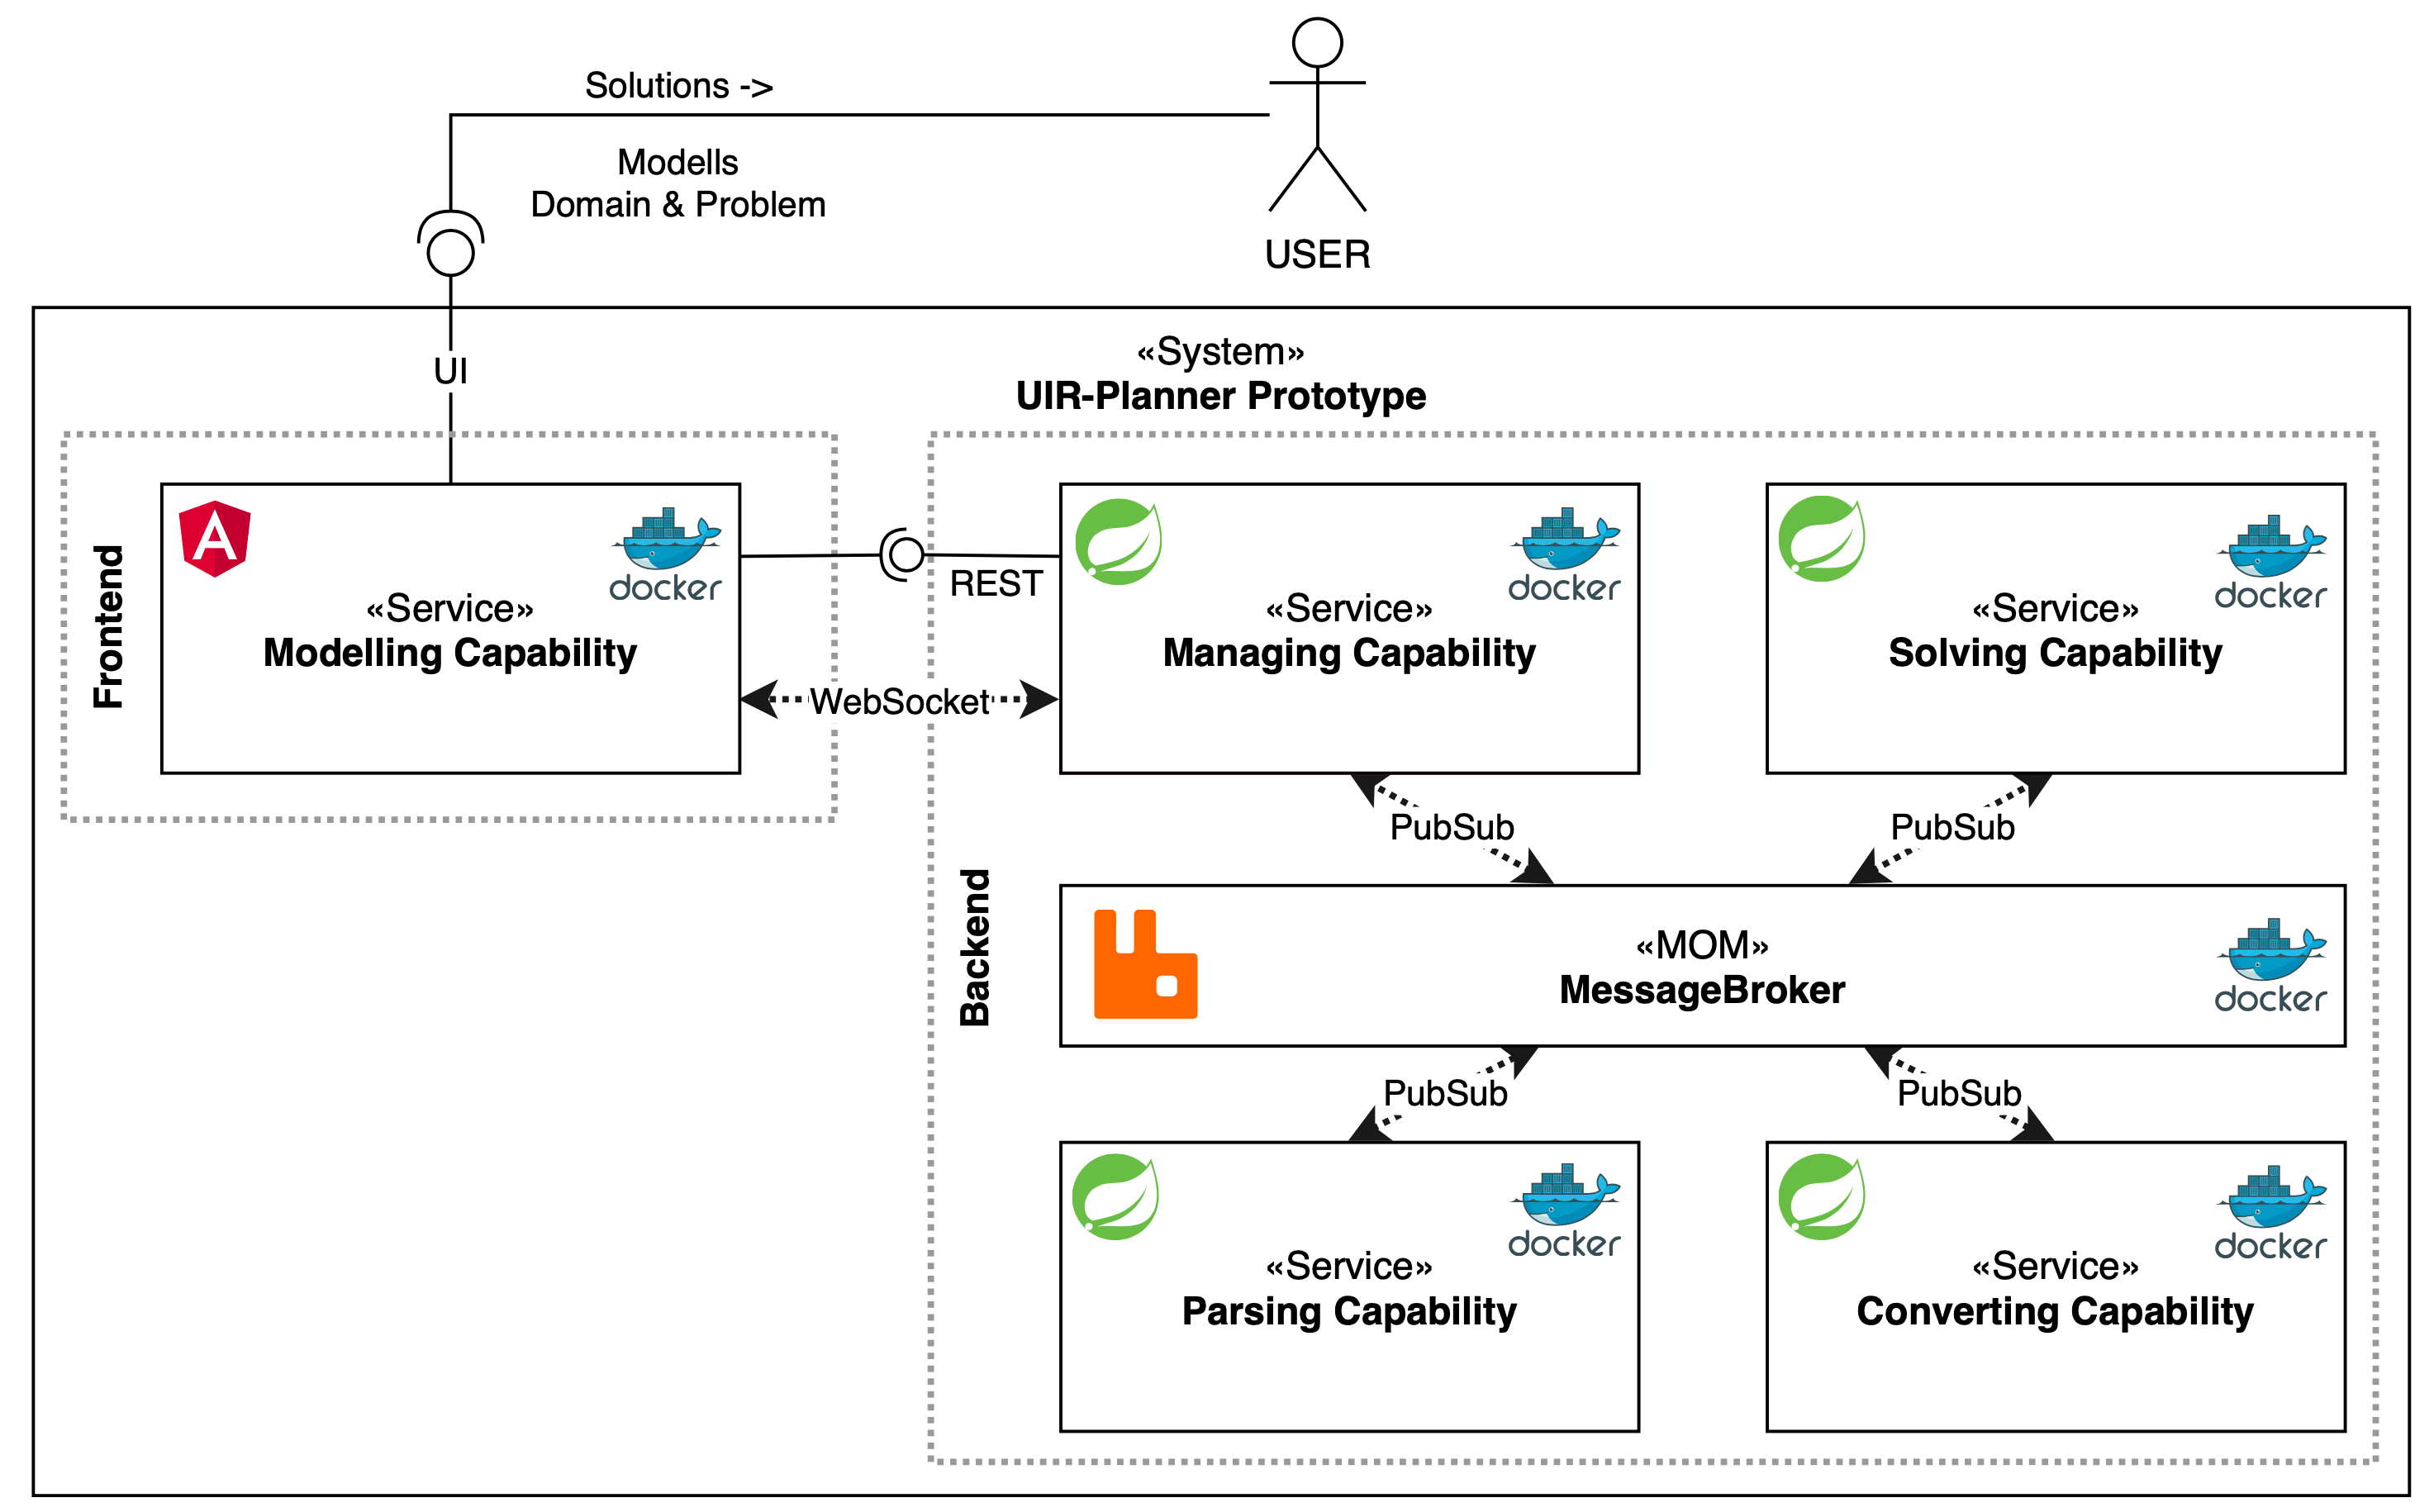 Solutions ->
Modells
Domain & Problem
USER
UI
«System»
UIR-Planner Prototype
Frontend
docker
«Service»
Modelling Capability
REST
WebSocket
Backend
docker
«Service»
Managing Capability
docker
«Service»
Solving Capability
PubSub
PubSub
«MOM»
MessageBroker
docker
PubSub
PubSub
docker
«Service»
Parsing Capability
docker
«Service»
Converting Capability